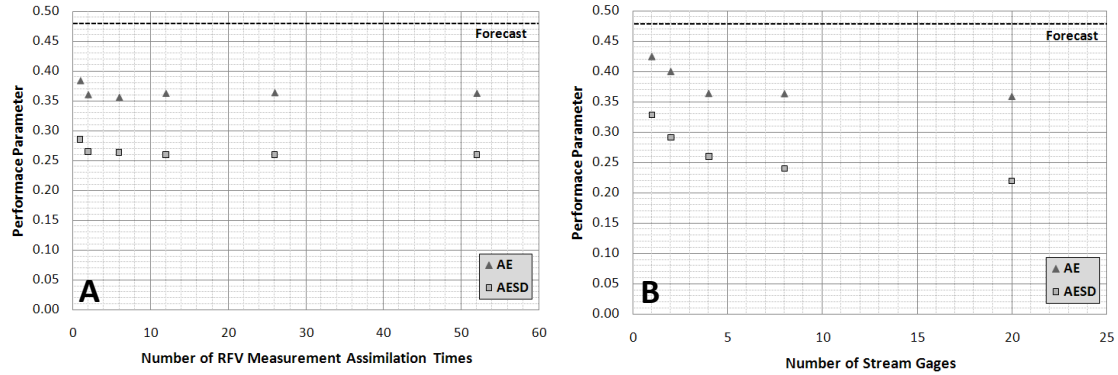 0.50
0.45
0.40
0.35
0.30
0.25
0.20
0.15
0.10
0.05
0.00
Performace Parameter
Forecast
AE
AESD
A
0 10 20 30 40 50 60
Number of RFV Measurement Assimilation Times
0.50
0.45
0.40
0.35
0.30
0.25
0.20
0.15
0.10
0.05
0.00
Performace Parameter
Forecast
AE
AESD
B
0 5 10 15 20 25
Number of Stream Gages